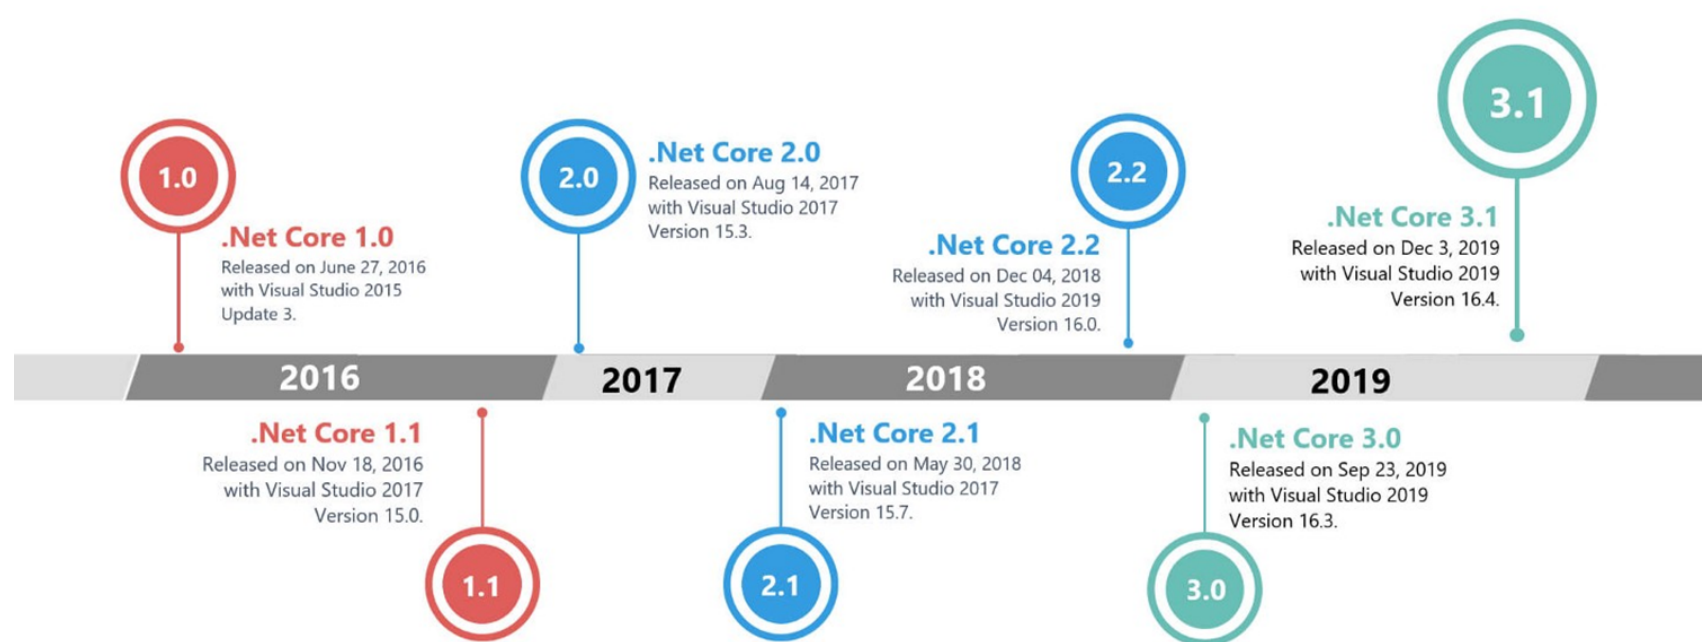 1.0
.Net Core 1.0
Released on June 27, 2016
with Visual Studio 2015
Update 3.
2.0
.Net Core 2.0
Released on Aug 14, 2017
with Visual Studio 2017
Version 15.3.
2.2
.Net Core 2.2
Released on Dec 04, 2018
with Visual Studio 2019
Version 16.0.
3.1
.Net Core 3.1
Released on Dec 3, 2019
with Visual Studio 2019
Version 16.4.
2016
2017
2018
2019
.Net Core 1.1
Released on Nov 18, 2016
with Visual Studio 2017
Version 15.0.
1.1
.Net Core 2.1
Released on May 30, 2018
with Visual Studio 2017
Version 15.7.
2.1
.Net Core 3.0
Released on Sep 23, 2019
with Visual Studio 2019
Version 16.3.
3.0